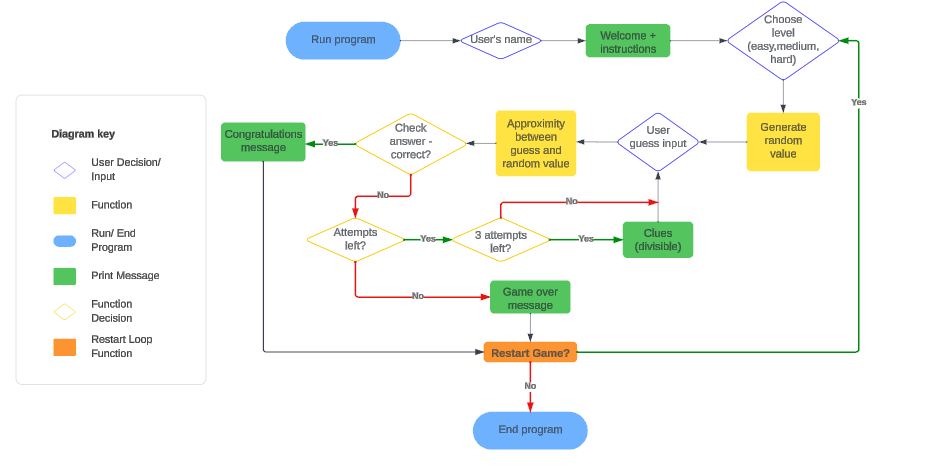 Run program
User's name
Welcome +
instructions
Choose
level
(easy,medium,
hard)
Yes
Diagram key
User Decision/
Input
Function
Run/ End
Program
Print Message
Function
Decision
Restart Loop
Function
Congratulations
message
Yes
Check
answer -
correct?
Approximity
between
guess and
random value
User
guess input
Generate
random
value
No
No
Attempts
left?
Yes
3 attempts
left?
Yes
Clues
(divisible)
No
Game over
message
Restart Game?
No
End program